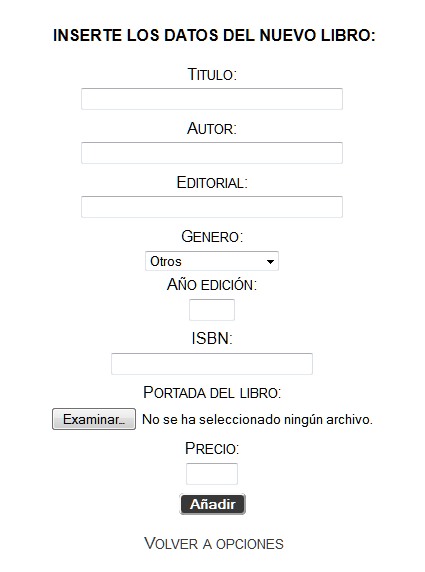 INSERTE LOS DATOS DEL NUEVO LIBRO:
TITULO:
AUTOR:
EDITORIAL:
GENERO:
Otros
AÑO EDICIÓN:
ISBN:
PORTADA DEL LIBRO:
Examinar... No se ha seleccionado ningún archivo.
PRECIO:
Añadir
VOLVER A OPCIONES